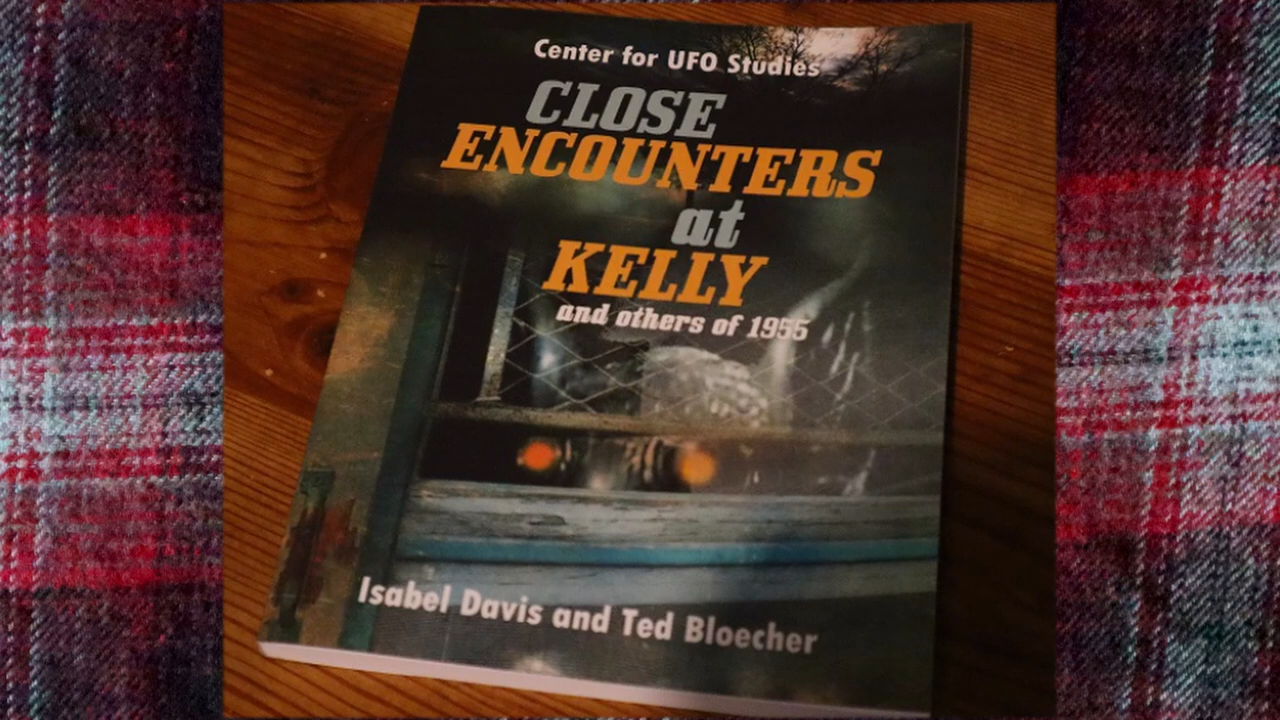 Center for UFO Studies
CLOSE
ENCOUNTERS
at
KELLY
and others of 1955
Isabel Davis and Ted Bloecher